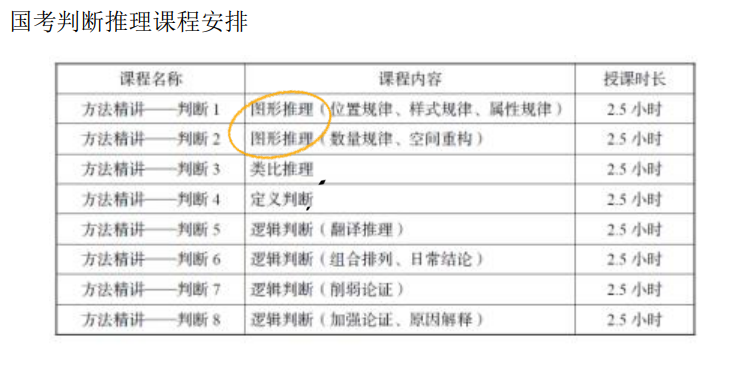 国考判断推理课程安排
课程名称 课程内容 授课时长
方法精讲——判断 1 图形推理（位置规律、样式规律、属性规律） 2.5 小时
方法精讲——判断 2 图形推理（数量规律、空间重构） 2.5 小时
方法精讲——判断 3 类比推理 2.5 小时
方法精讲——判断 4 定义判断 2.5 小时
方法精讲——判断 5 逻辑判断（翻译推理） 2.5 小时
方法精讲——判断 6 逻辑判断（组合排列、日常结论） 2.5 小时
方法精讲——判断 7 逻辑判断（削弱论证） 2.5 小时
方法精讲——判断 8 逻辑判断（加强论证、原因解释） 2.5 小时